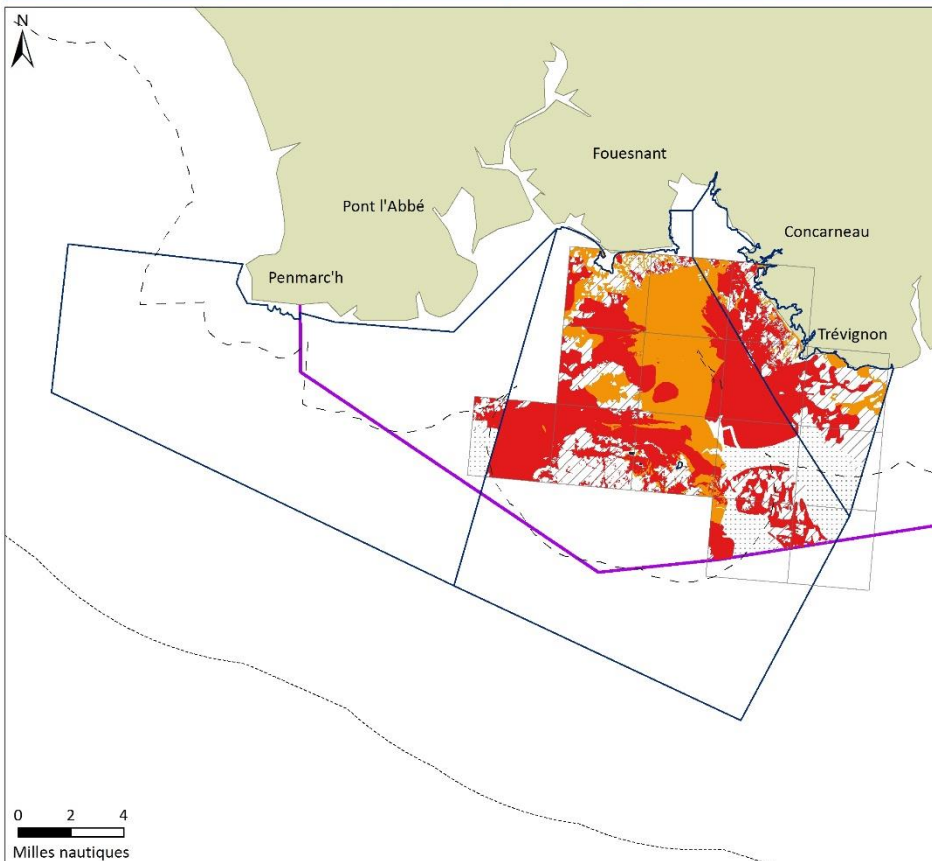 N
Fouesnant
Pont l'Abbé
Concarneau
Penmarc'h
Trévignon
0 2 4
Milles nautiques